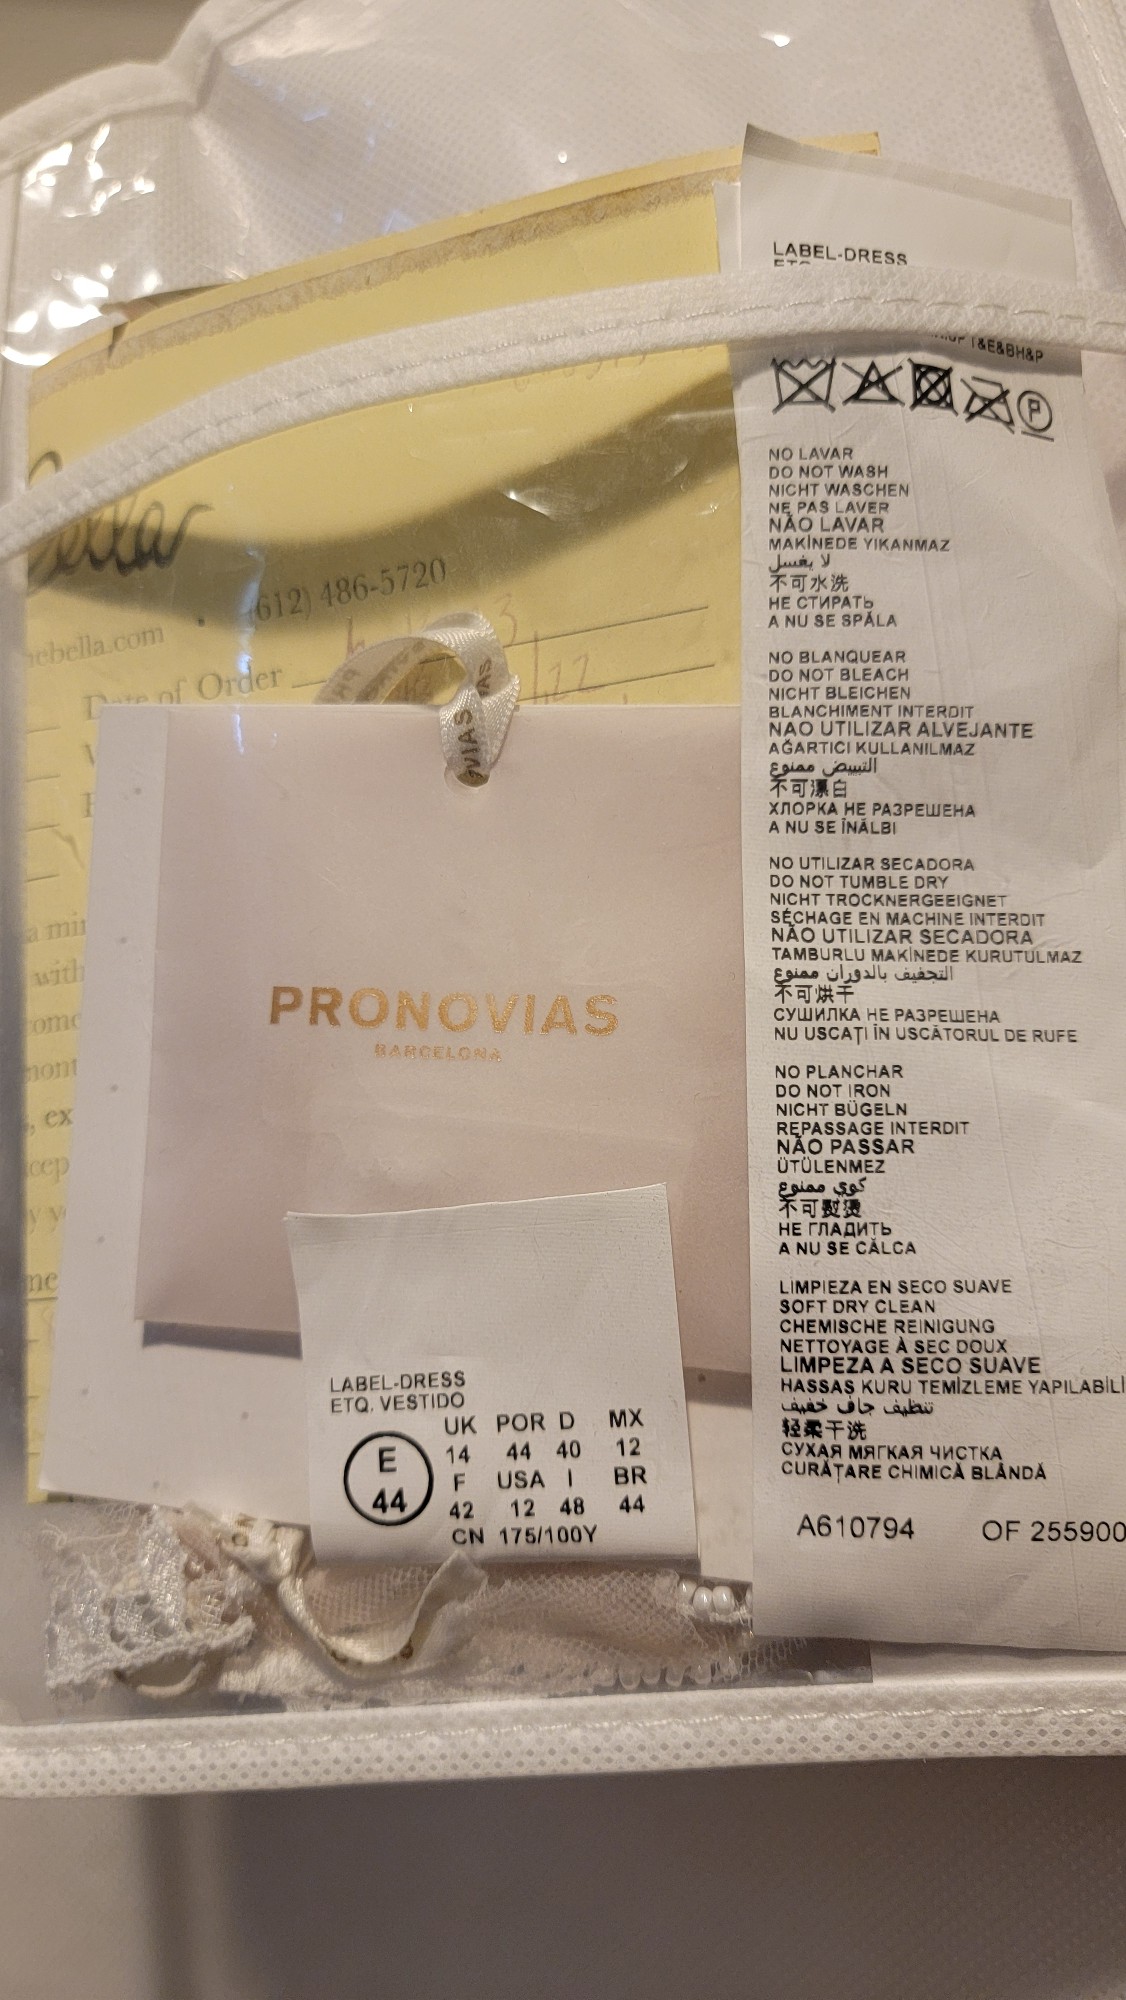 LABEL-DRESS
T&E&BH&P
P
NO LAVAR
DO NOT WASH
NICHT WASCHEN
NE PAS LAVER
NÃO LAVAR
MAKİNEDE YIKANMAZ
لا يغسل
不可水洗
НЕ СТИРАТЬ
A NU SE SPĂLA
NO BLANQUEAR
DO NOT BLEACH
NICHT BLEICHEN
BLANCHIMENT INTERDIT
NAO UTILIZAR ALVEJANTE
AĞARTICI KULLANILMAZ
التبييض ممنوع
不可漂白
ХЛОРКА НЕ РАЗРЕШЕНА
A NU SE ÎNĂLBI
NO UTILIZAR SECADORA
DO NOT TUMBLE DRY
NICHT TROCKNERGEEIGNET
SÉCHAGE EN MACHINE INTERDIT
NÃO UTILIZAR SECADORA
TAMBURLU MAKİNEDE KURUTULMAZ
التجفيف بالدوران ممنوع
不可烘干
СУШИЛКА НЕ РАЗРЕШЕНА
NU USCAȚI ÎN USCĂTORUL DE RUFE
NO PLANCHAR
DO NOT IRON
NICHT BÜGELN
REPASSAGE INTERDIT
NÃO PASSAR
ÜTÜLENMEZ
كوي ممنوع
不可熨烫
НЕ ГЛАДИТЬ
A NU SE CĂLCA
LIMPIEZA EN SECO SUAVE
SOFT DRY CLEAN
CHEMISCHE REINIGUNG
NETTOYAGE À SEC DOUX
LIMPEZA A SECO SUAVE
HASSAS KURU TEMİZLEME YAPILABİLİ
تنظيف جاف خفيف
轻柔干洗
СУХАЯ МЯГКАЯ ЧИСТКА
CURĂȚARE CHIMICĂ BLÂNDĂ
A610794 OF 255900
Bella
(612) 486-5720
nebella.com
Date of Order
22
a
with
ex
PRONOVIAS
BARCELONA
VIAS
LABEL-DRESS
ETQ. VESTIDO
E
44
UK POR D MX
14 44 40 12
F USA I BR
42 12 48 44
CN 175/100Y